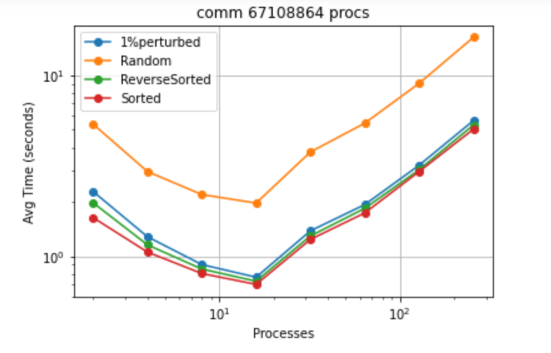 comm 67108864 procs
1%perturbed
Random
ReverseSorted
Sorted
Avg Time (seconds)
10¹
10⁰
10¹
10²
Processes